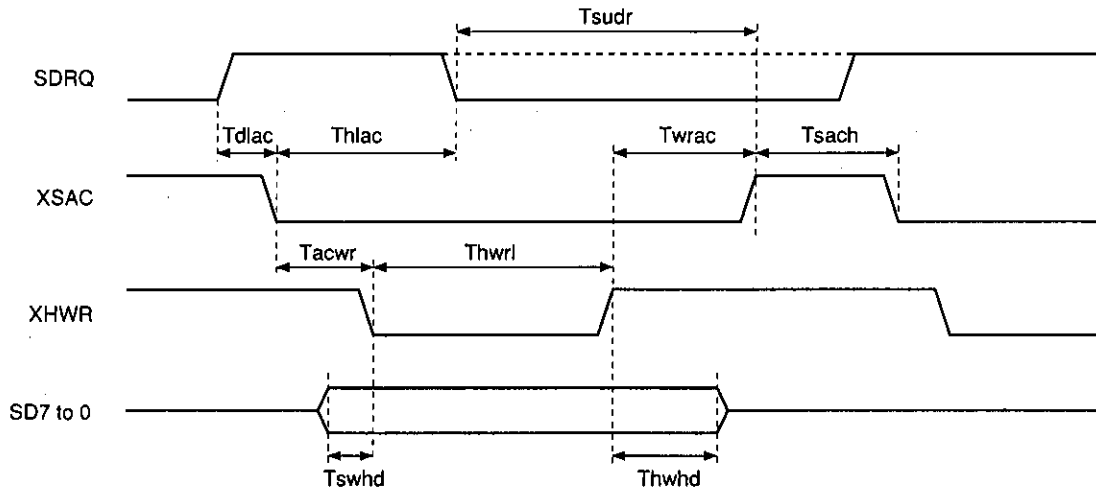 Tsudr
SDRQ
Tdlac
Thlac
Twrac
Tsach
XSAC
Tacwr
Thwrl
XHWR
SD7 to 0
Tswhd
Thwhd